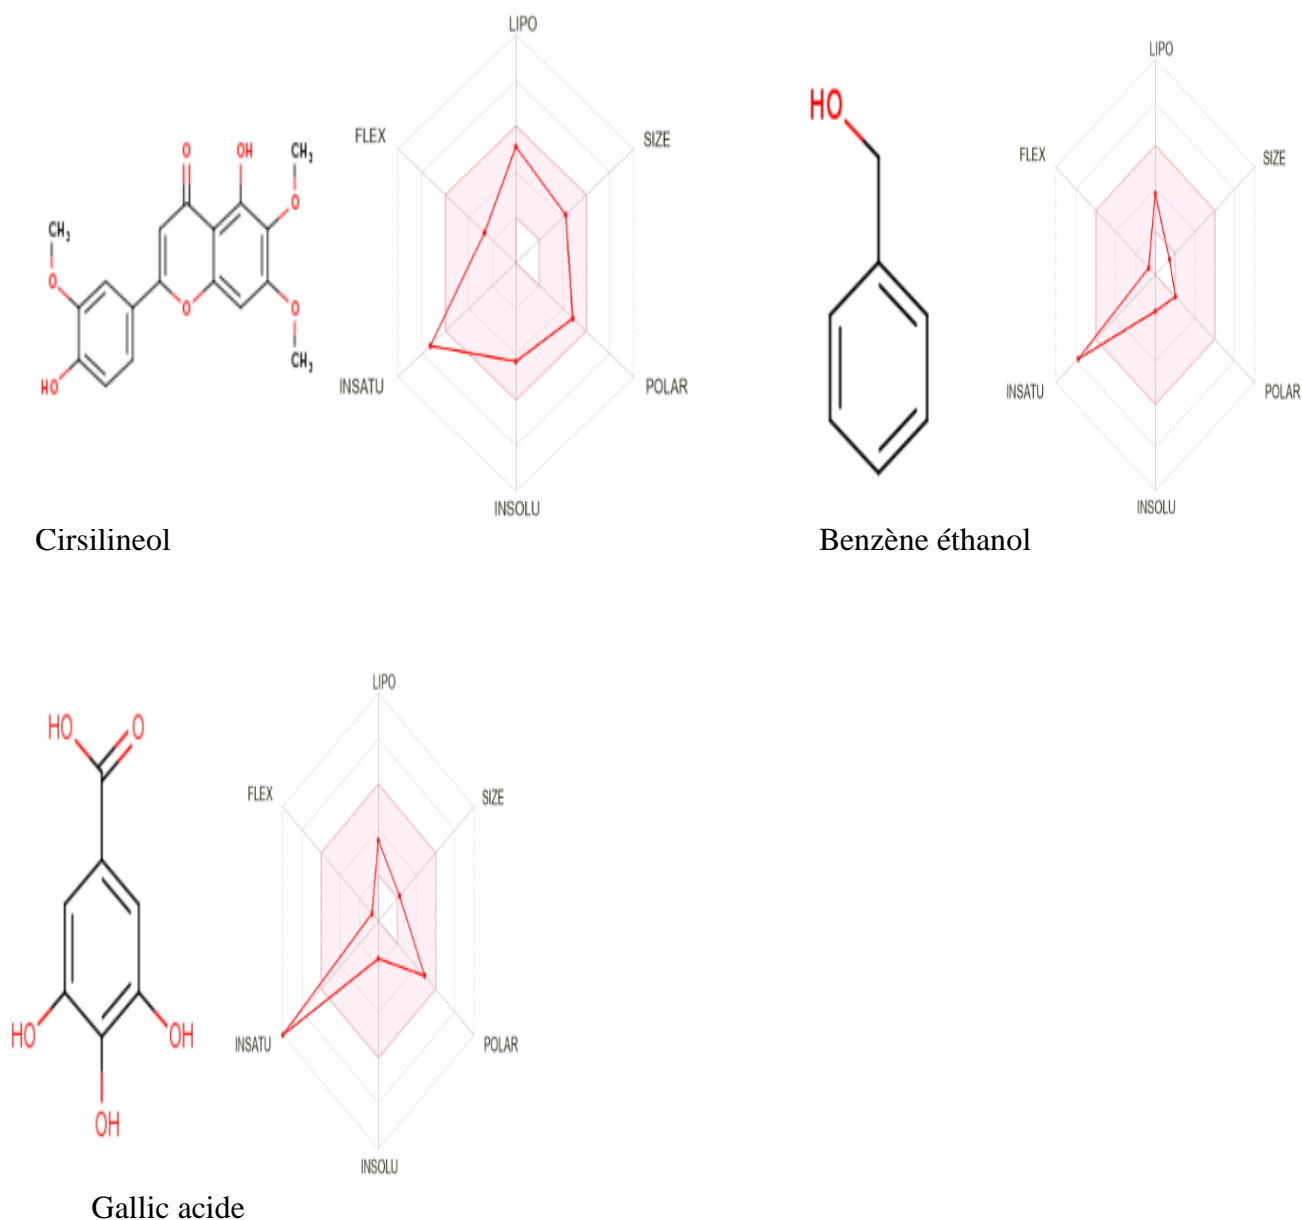 LIPO
FLEX
SIZE
INSATU
POLAR
INSOLU
O
OH
CH3
O
CH3
O
O
O
CH3
HO
Cirsilineol
HO
LIPO
FLEX
SIZE
INSATU
POLAR
INSOLU
Benzène éthanol
HO
O
HO
OH
OH
LIPO
FLEX
SIZE
INSATU
POLAR
INSOLU
Gallic acide